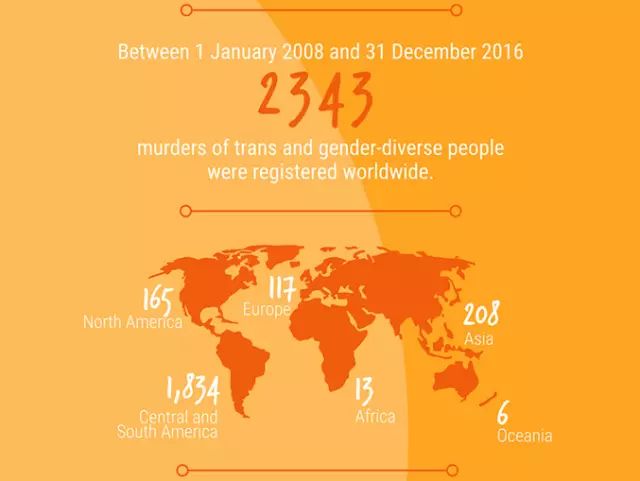 Between 1 January 2008 and 31 December 2016
2343
murders of trans and gender-diverse people
were registered worldwide.
165
North America
117
Europe
208
Asia
1,834
Central and
South America
13
Africa
6
Oceania